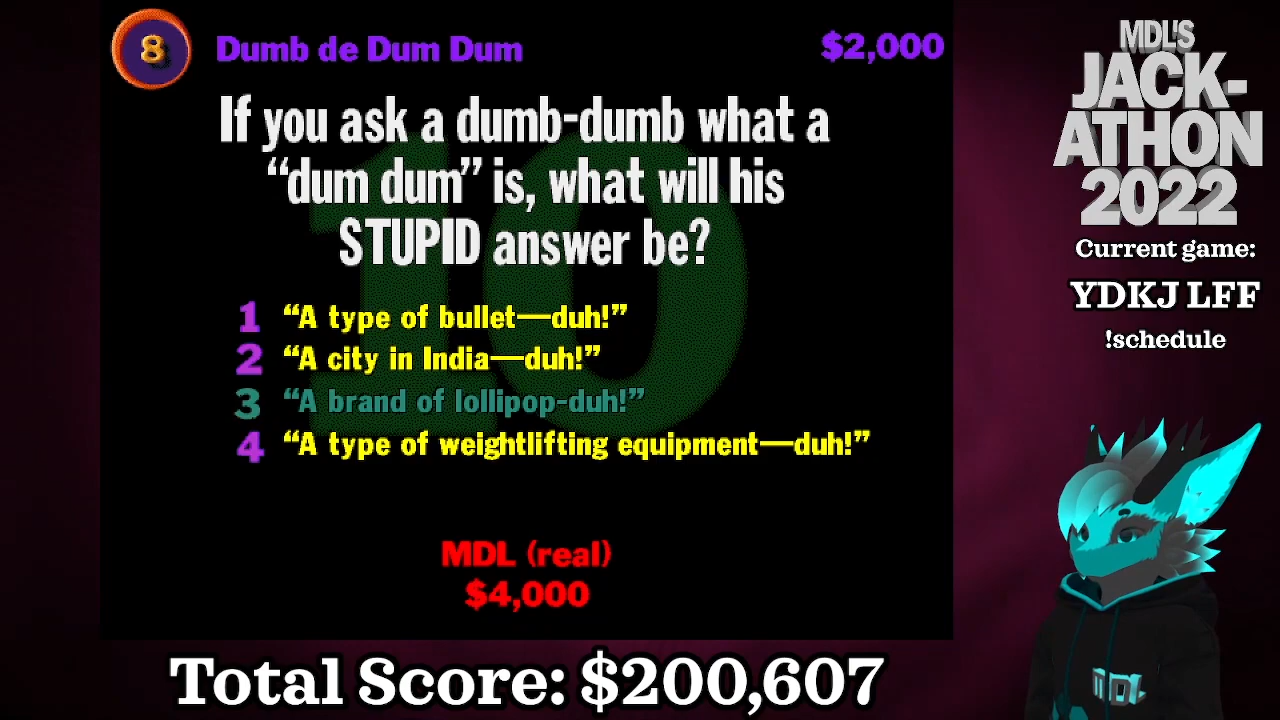 8 Dumb de Dum Dum $2,000
If you ask a dumb-dumb what a
“dum dum” is, what will his
STUPID answer be?
10
1 “A type of bullet—duh!”
2 “A city in India—duh!”
3 “A brand of lollipop-duh!”
4 “A type of weightlifting equipment—duh!”
MDL (real)
$4,000
Total Score: $200,607
MDL'S
JACK-
ATHON
2022
Current game:
YDKJ LFF
!schedule
MDL